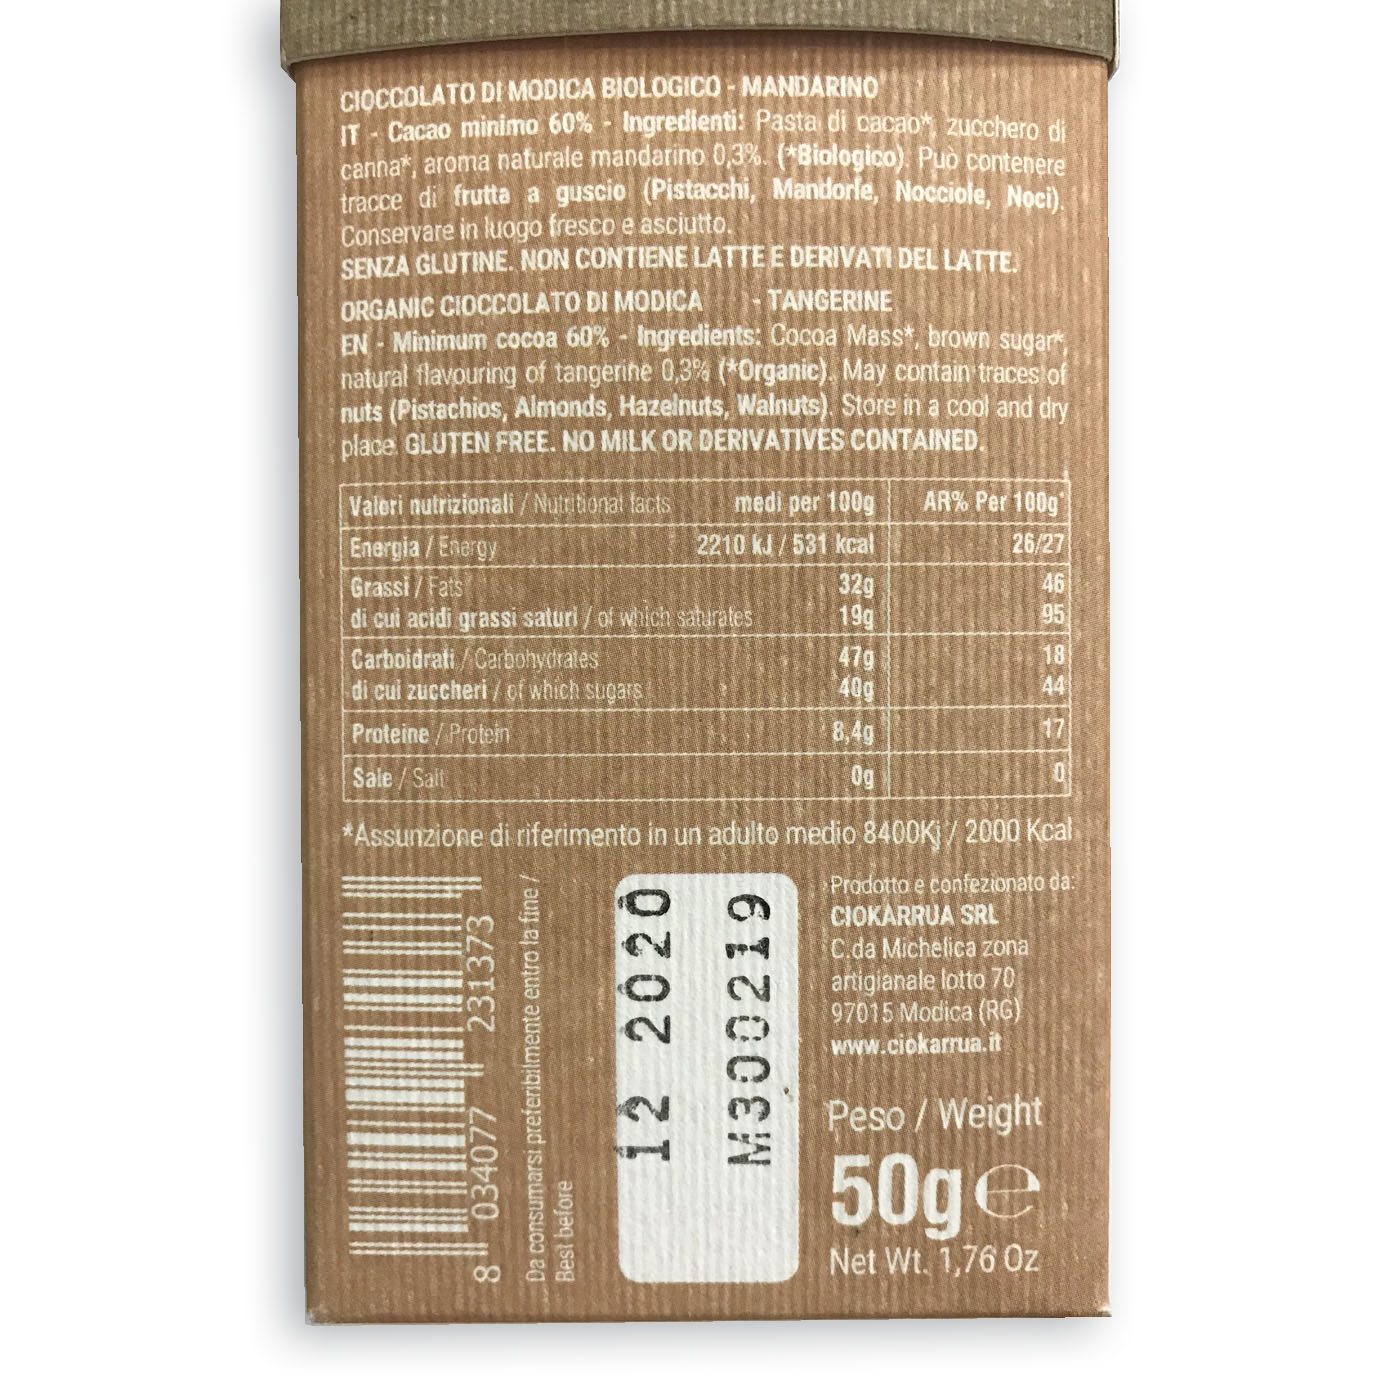 CIOCCOLATO DI MODICA BIOLOGICO - MANDARINO
IT - Cacao minimo 60% - Ingredienti: Pasta di cacao*, zucchero di
canna*, aroma naturale mandarino 0,3%. (*Biologico). Può contenere
tracce di frutta a guscio (Pistacchi, Mandorle, Nocciole, Noci).
Conservare in luogo fresco e asciutto.
SENZA GLUTINE. NON CONTIENE LATTE E DERIVATI DEL LATTE.
ORGANIC CIOCCOLATO DI MODICA - TANGERINE
EN - Minimum cocoa 60% - Ingredients: Cocoa Mass*, brown sugar*,
natural flavouring of tangerine 0,3% (*Organic). May contain traces of
nuts (Pistachios, Almonds, Hazelnuts, Walnuts). Store in a cool and dry
place. GLUTEN FREE. NO MILK OR DERIVATIVES CONTAINED.
Valori nutrizionali / Nutritional facts medi per 100g AR% Per 100g*
Energia / Energy 2210 kJ / 531 kcal 26/27
Grassi / Fats 32g 46
di cui acidi grassi saturi / of which saturates 19g 95
Carboidrati / Carbohydrates 47g 18
di cui zuccheri / of which sugars 40g 44
Proteine / Protein 8,4g 17
Sale / Salt 0g 0
*Assunzione di riferimento in un adulto medio 8400Kj / 2000 Kcal
8 034077 231373
Da consumarsi preferibilmente entro la fine /
Best before
12 2020
M300219
Prodotto e confezionato da:
CIOKARRUA SRL
C.da Michelica zona
artigianale lotto 70
97015 Modica (RG)
www.ciokarrua.it
Peso / Weight
50g ℮
Net Wt. 1,76 Oz